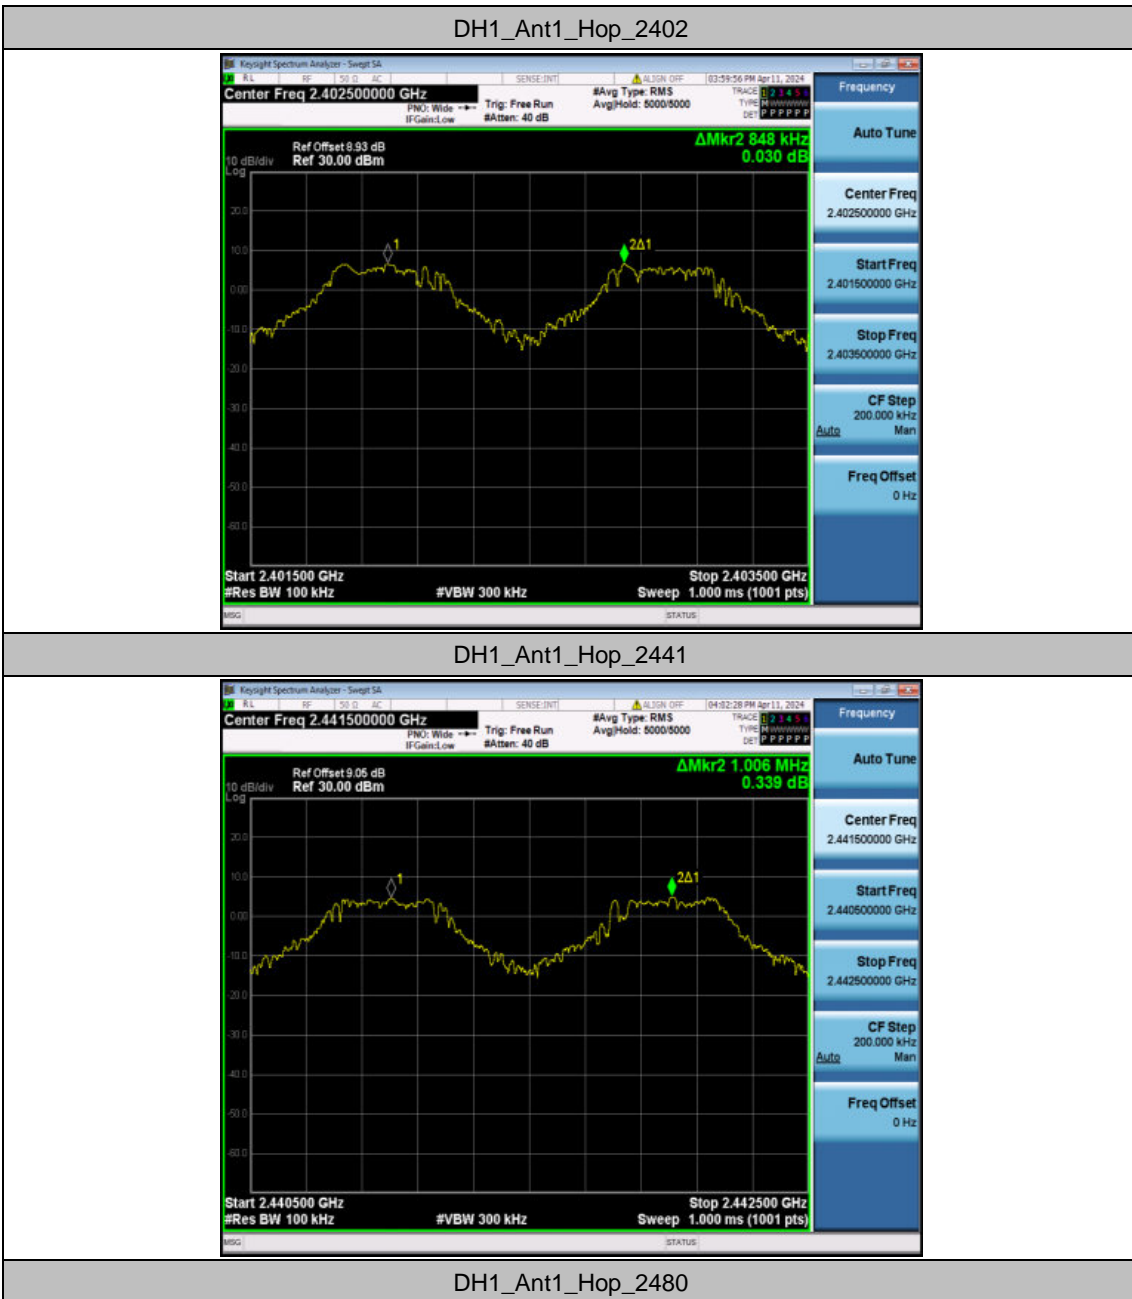 DH1_Ant1_Hop_2402
Keysight Spectrum Analyzer - Swept SA
RL RF 50 Ω AC SENSE:INT ALIGN OFF 03:59:56 PM Apr 11, 2024
Center Freq 2.402500000 GHz
PNO: Wide
IFGain:Low
Trig: Free Run
#Atten: 40 dB
#Avg Type: RMS
Avg|Hold: 5000/5000
TRACE 1 2 3 4 5 6
TYPE M W W W W W
DET P P P P P P
Frequency
Auto Tune
Center Freq
2.402500000 GHz
Start Freq
2.401500000 GHz
Stop Freq
2.403500000 GHz
CF Step
200.000 kHz
Auto Man
Freq Offset
0 Hz
ΔMkr2 848 kHz
0.030 dB
Ref Offset 8.93 dB
10 dB/div Ref 30.00 dBm
Log
20.0
10.0
0.00
-10.0
-20.0
-30.0
-40.0
-50.0
-60.0
1
2Δ1
Start 2.401500 GHz Stop 2.403500 GHz
#Res BW 100 kHz #VBW 300 kHz Sweep 1.000 ms (1001 pts)
MSG STATUS
DH1_Ant1_Hop_2441
Keysight Spectrum Analyzer - Swept SA
RL RF 50 Ω AC SENSE:INT ALIGN OFF 04:02:28 PM Apr 11, 2024
Center Freq 2.441500000 GHz
PNO: Wide
IFGain:Low
Trig: Free Run
#Atten: 40 dB
#Avg Type: RMS
Avg|Hold: 5000/5000
TRACE 1 2 3 4 5 6
TYPE M W W W W W
DET P P P P P P
Frequency
Auto Tune
Center Freq
2.441500000 GHz
Start Freq
2.440500000 GHz
Stop Freq
2.442500000 GHz
CF Step
200.000 kHz
Auto Man
Freq Offset
0 Hz
ΔMkr2 1.006 MHz
0.339 dB
Ref Offset 9.05 dB
10 dB/div Ref 30.00 dBm
Log
20.0
10.0
0.00
-10.0
-20.0
-30.0
-40.0
-50.0
-60.0
1
2Δ1
Start 2.440500 GHz Stop 2.442500 GHz
#Res BW 100 kHz #VBW 300 kHz Sweep 1.000 ms (1001 pts)
MSG STATUS
DH1_Ant1_Hop_2480